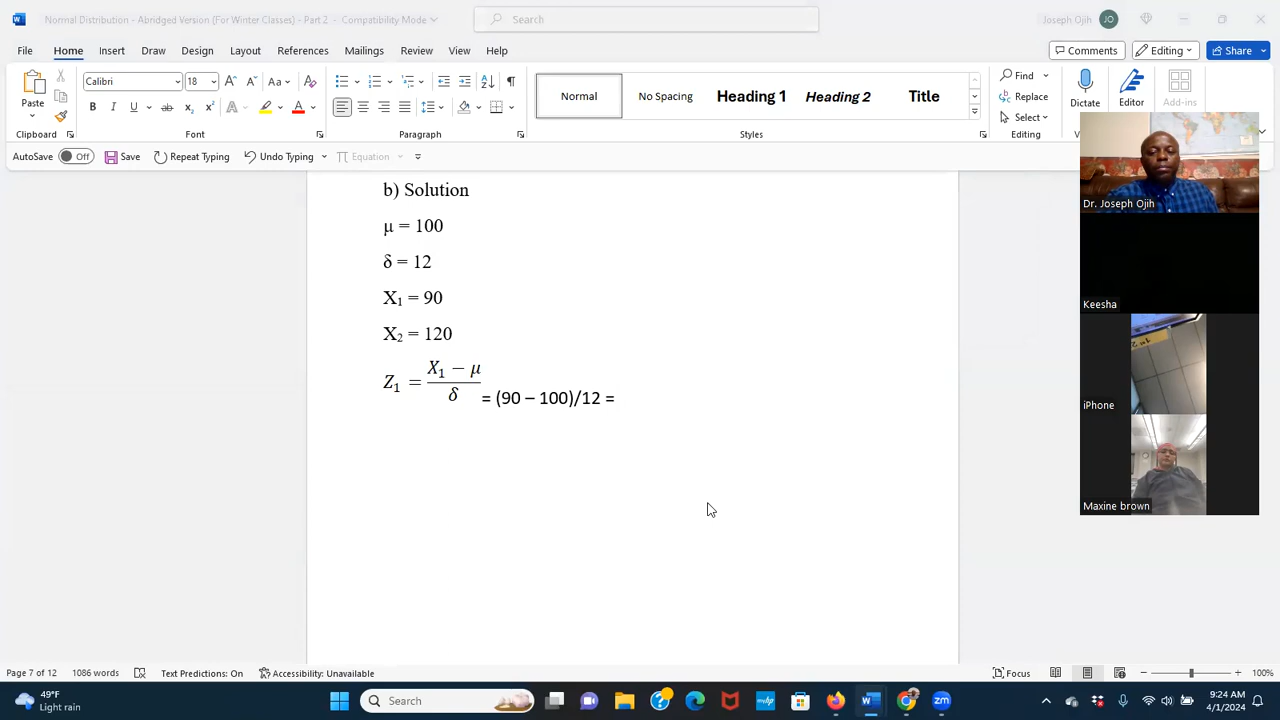 Normal Distribution - Abridged Version (For Winter Classes) - Part 2 - Compatibility Mode
Search
Joseph Ojih
JO
File Home Insert Draw Design Layout References Mailings Review View Help
Comments
Editing
Share
Paste
Calibri
18
Normal
No Spacing
Heading 1
Heading 2
Title
Find
Replace
Select
Dictate
Editor
Add-ins
Clipboard
Font
Paragraph
Styles
Editing
AutoSave Off Save Repeat Typing Undo Typing Equation
b) Solution
μ = 100
δ = 12
X₁ = 90
X₂ = 120
Z₁ = (X₁ − μ)/δ = (90 – 100)/12 =
Dr. Joseph Ojih
Keesha
iPhone
Maxine brown
Page 7 of 12 1086 words Text Predictions: On Accessibility: Unavailable
Focus
100%
49°F
Light rain
Search
9:24 AM
4/1/2024